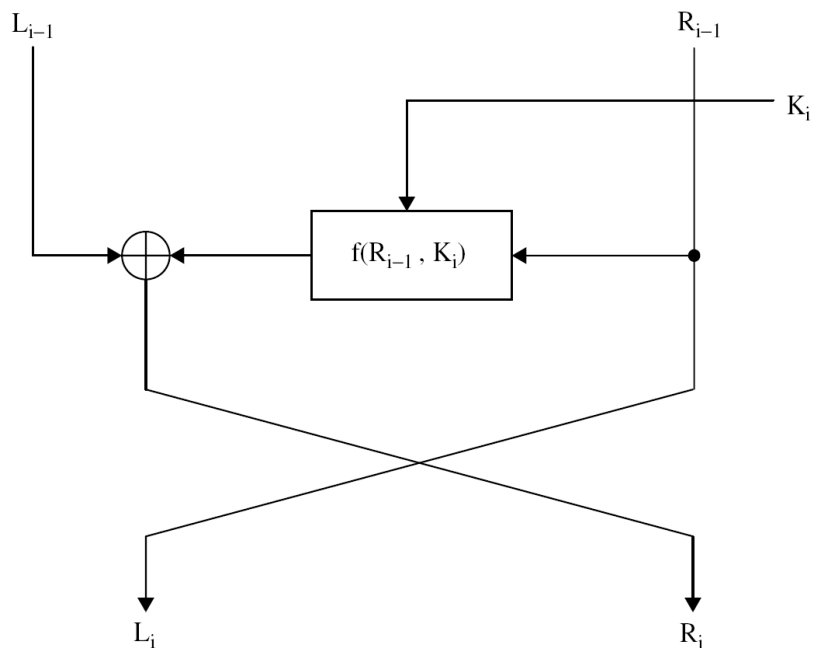 L_{i−1}
R_{i−1}
K_i
f(R_{i−1} , K_i)
L_i
R_i